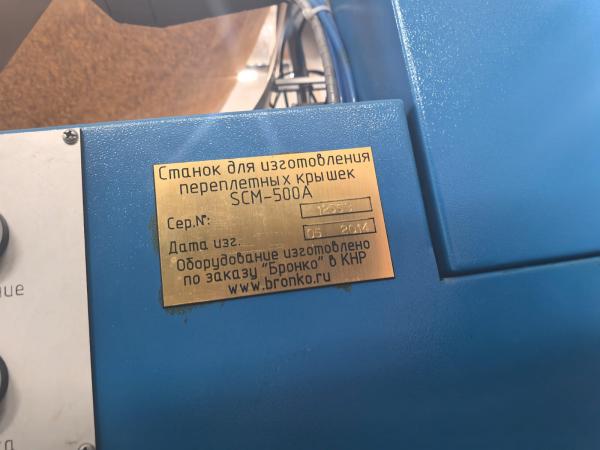 Станок для изготовления
переплетных крышек
SCM-500A
Сер.№:
Дата изг. 05 2014
Оборудование изготовлено
по заказу "Бронко" в КНР
www.bronko.ru